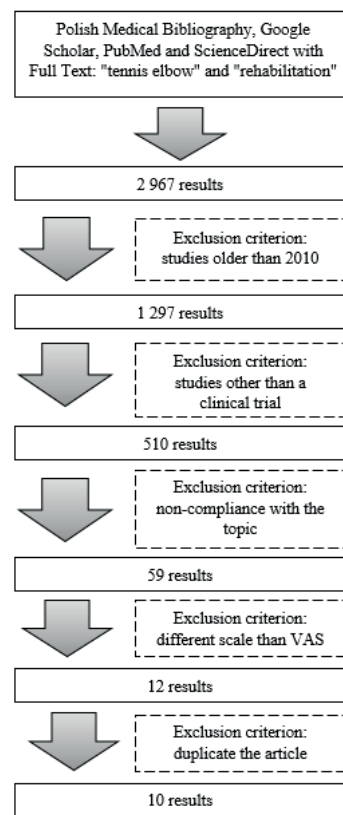 Polish Medical Bibliography, Google
Scholar, PubMed and ScienceDirect with
Full Text: "tennis elbow" and "rehabilitation"
2 967 results
Exclusion criterion:
studies older than 2010
1 297 results
Exclusion criterion:
studies other than a
clinical trial
510 results
Exclusion criterion:
non-compliance with the
topic
59 results
Exclusion criterion:
different scale than VAS
12 results
Exclusion criterion:
duplicate the article
10 results